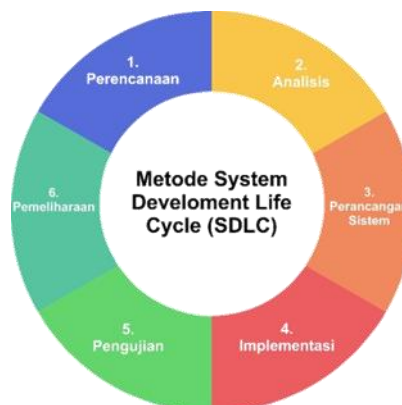 Metode System
Develoment Life
Cycle (SDLC)
1.
Perencanaan
2.
Analisis
3.
Perancangan
Sistem
4.
Implementasi
5.
Pengujian
6.
Pemeliharaan